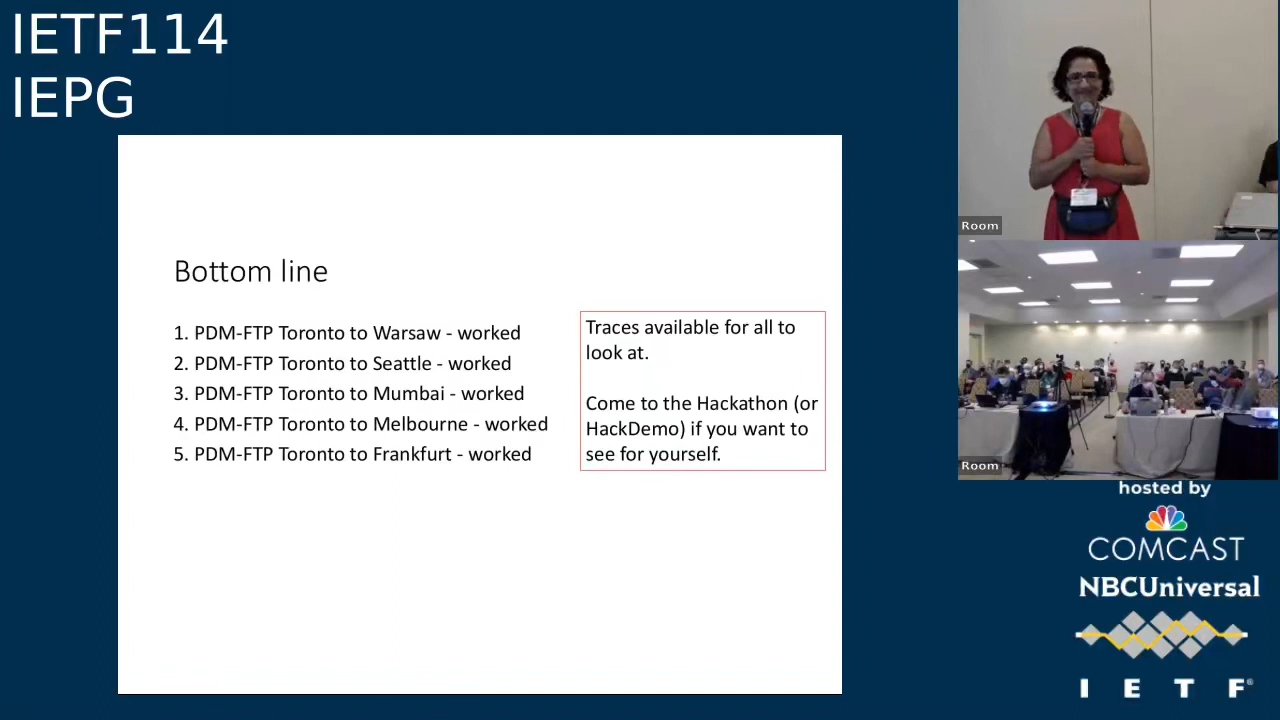 IETF114
IEPG
Bottom line
1. PDM-FTP Toronto to Warsaw - worked
2. PDM-FTP Toronto to Seattle - worked
3. PDM-FTP Toronto to Mumbai - worked
4. PDM-FTP Toronto to Melbourne - worked
5. PDM-FTP Toronto to Frankfurt - worked
Traces available for all to
look at.
Come to the Hackathon (or
HackDemo) if you want to
see for yourself.
Room
Room
hosted by
COMCAST
NBCUniversal
I E T F®